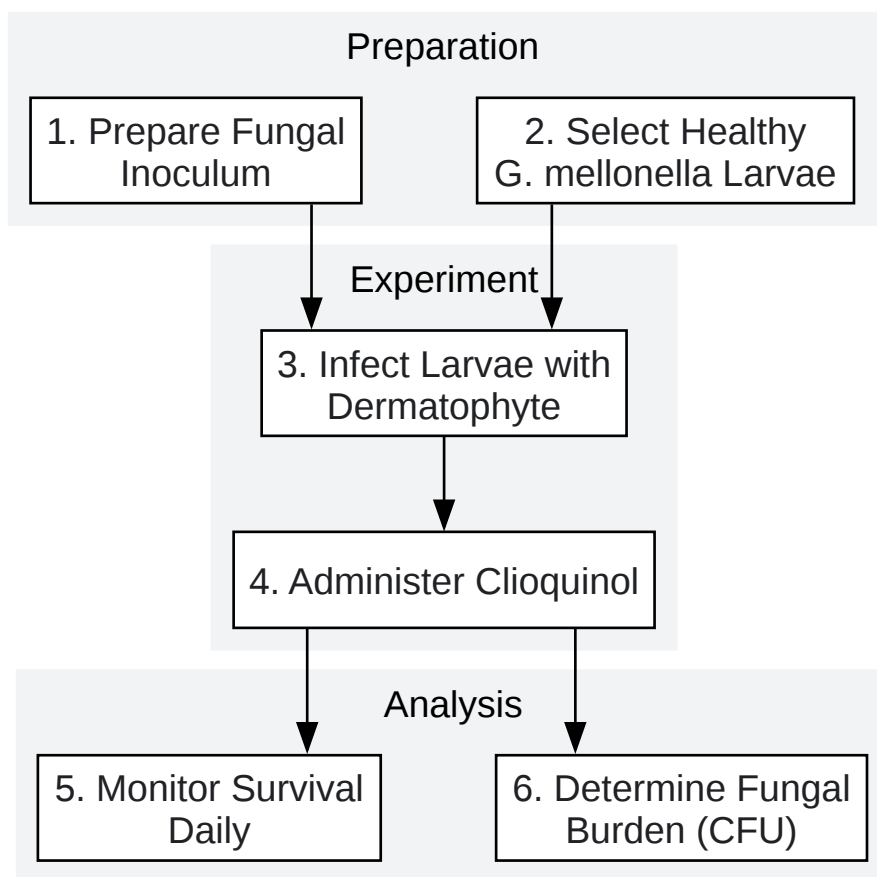 Preparation
1. Prepare Fungal
Inoculum
2. Select Healthy
G. mellonella Larvae
Experiment
3. Infect Larvae with
Dermatophyte
4. Administer Clioquinol
Analysis
5. Monitor Survival
Daily
6. Determine Fungal
Burden (CFU)